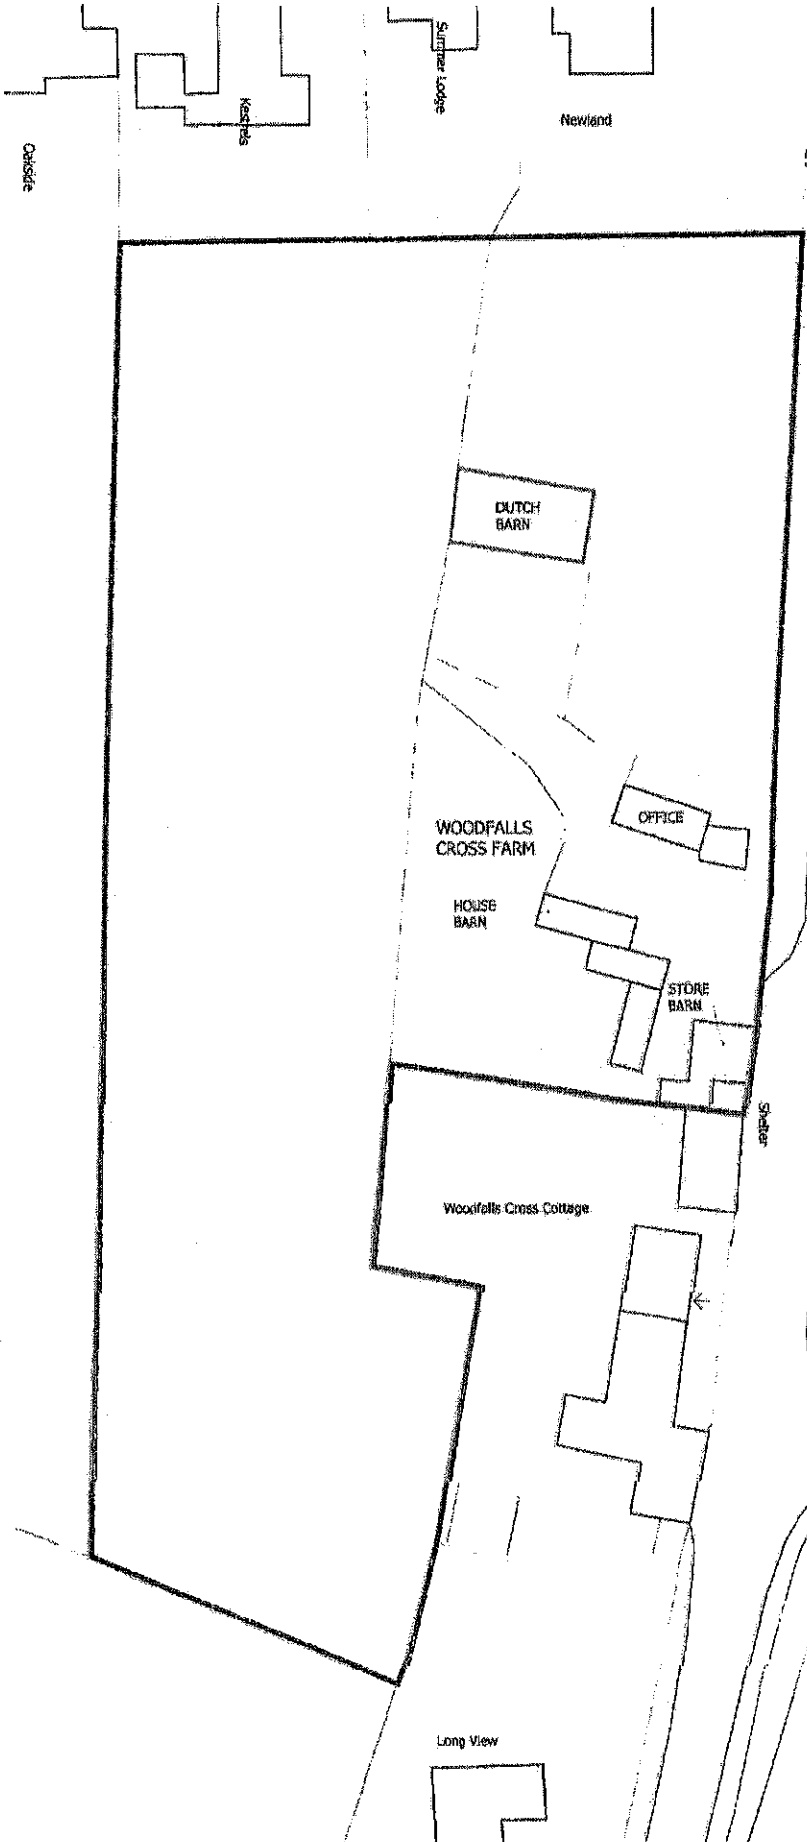 Summer Lodge
Kestrels
Newland
Oakside
DUTCH
BARN
OFFICE
WOODFALLS
CROSS FARM
HOUSE
BARN
STORE
BARN
Shelter
Woodfalls Cross Cottage
Long View